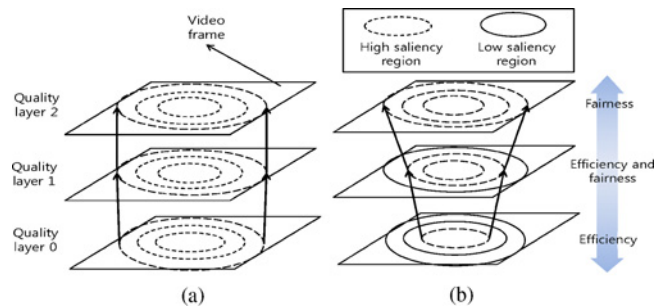 Video
frame
High saliency
region
Low saliency
region
Quality
layer 2
Fairness
Quality
layer 1
Efficiency and
fairness
Quality
layer 0
Efficiency
(a)
(b)